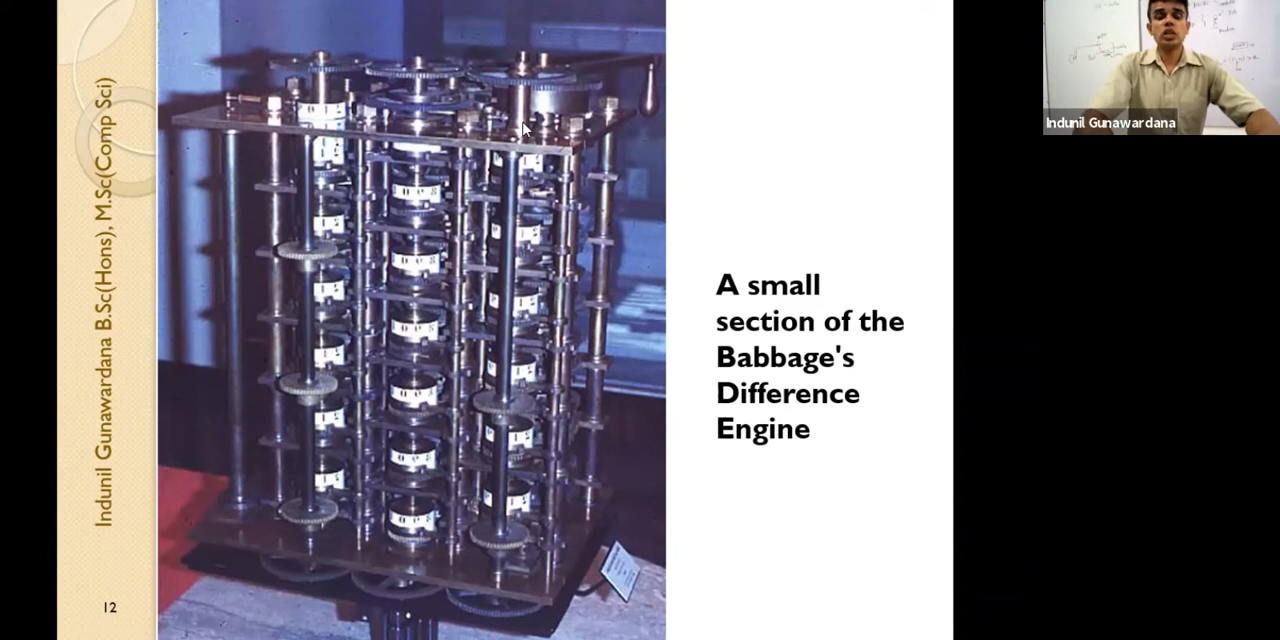 Indunil Gunawardana B.Sc(Hons), M.Sc(Comp Sci)
12
A small
section of the
Babbage's
Difference
Engine
Indunil Gunawardana